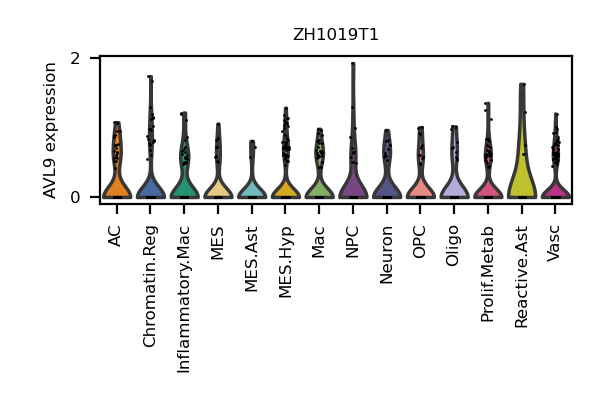 ZH1019T1
AVL9 expression
2
0
AC
Chromatin.Reg
Inflammatory.Mac
MES
MES.Ast
MES.Hyp
Mac
NPC
Neuron
OPC
Oligo
Prolif.Metab
Reactive.Ast
Vasc